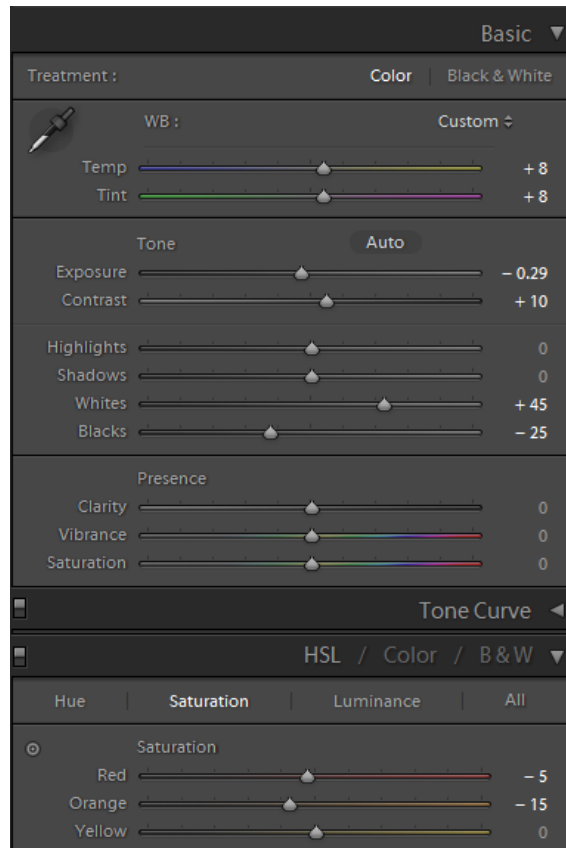 Basic
Treatment : Color Black & White
WB : Custom
Temp + 8
Tint + 8
Tone Auto
Exposure – 0.29
Contrast + 10
Highlights 0
Shadows 0
Whites + 45
Blacks – 25
Presence
Clarity 0
Vibrance 0
Saturation 0
Tone Curve
HSL / Color / B & W
Hue Saturation Luminance All
Saturation
Red – 5
Orange – 15
Yellow 0